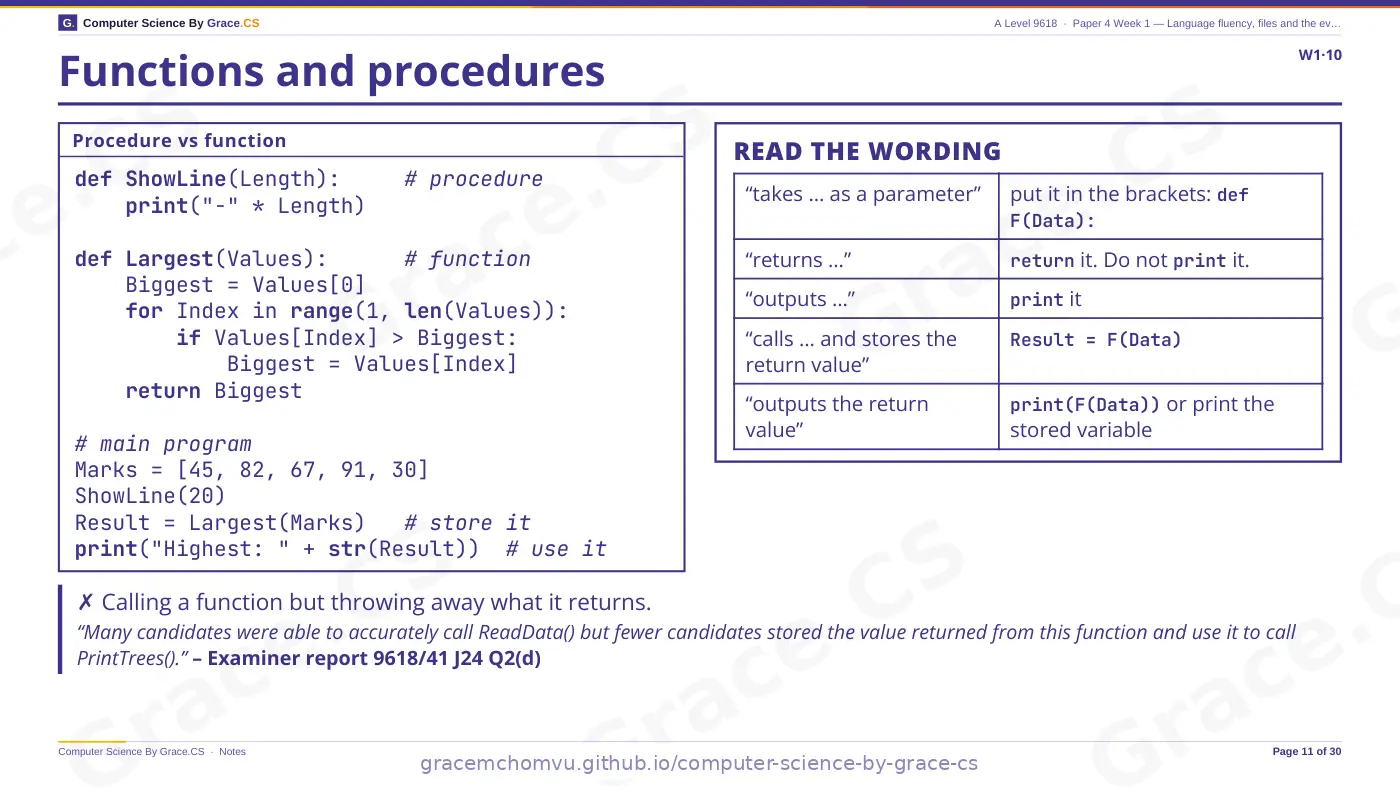 G. Computer Science By Grace.CS
A Level 9618 · Paper 4 Week 1 — Language fluency, files and the ev…
Functions and procedures
W1·10
Procedure vs function
def ShowLine(Length):     # procedure
    print("-" * Length)
def Largest(Values):      # function
    Biggest = Values[0]
    for Index in range(1, len(Values)):
        if Values[Index] > Biggest:
            Biggest = Values[Index]
    return Biggest
# main program
Marks = [45, 82, 67, 91, 30]
ShowLine(20)
Result = Largest(Marks)   # store it
print("Highest: " + str(Result))  # use it
READ THE WORDING
“takes … as a parameter” put it in the brackets: def
F(Data):
“returns …” return it. Do not print it.
“outputs …” print it
“calls … and stores the Result = F(Data)
return value”
“outputs the return print(F(Data)) or print the
value” stored variable
✗ Calling a function but throwing away what it returns.
“Many candidates were able to accurately call ReadData() but fewer candidates stored the value returned from this function and use it to call
PrintTrees().” – Examiner report 9618/41 J24 Q2(d)
Computer Science By Grace.CS · Notes
Page 11 of 30
gracemchomvu.github.io/computer-science-by-grace-cs
Grace.CS